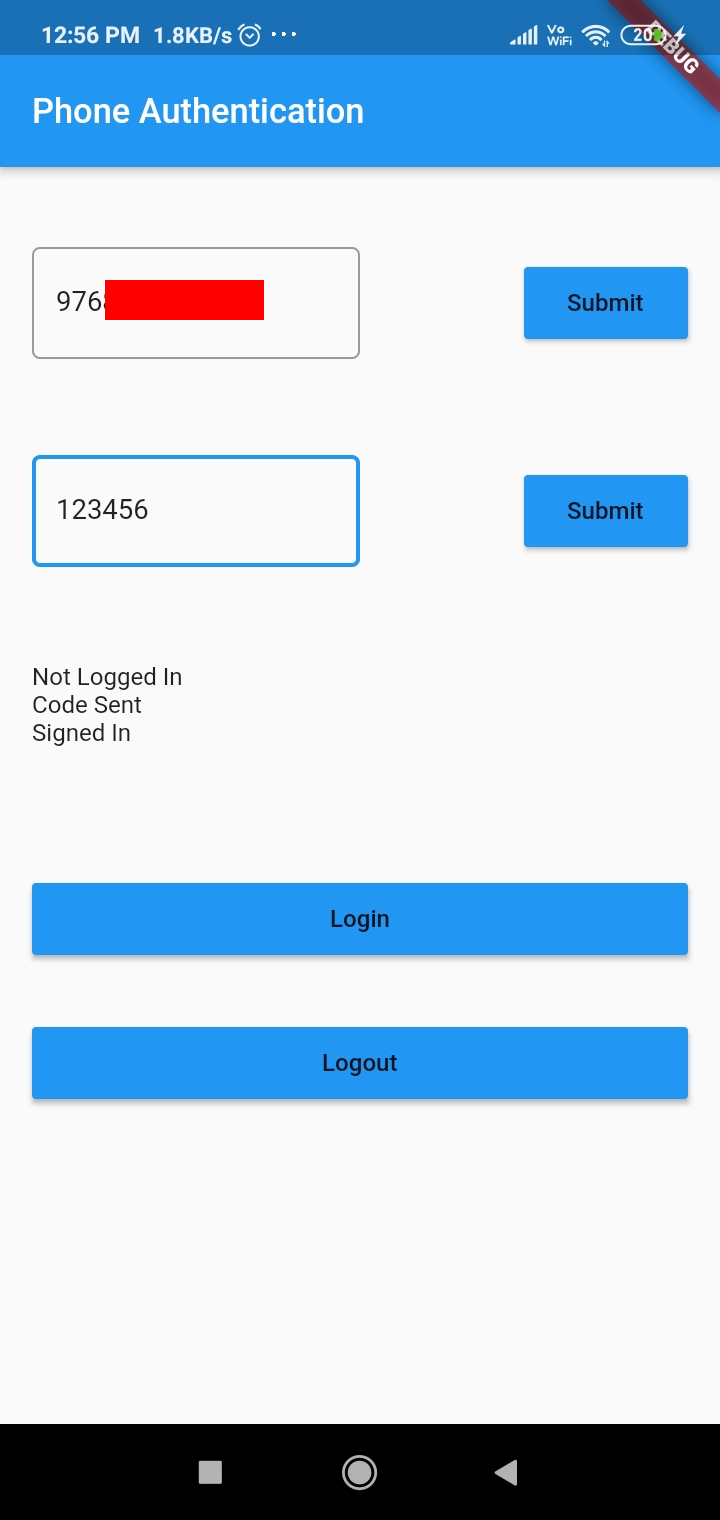 12:56 PM 1.8KB/s ...
Vo
WiFi
20
DEBUG
Phone Authentication
976
Submit
123456
Submit
Not Logged In
Code Sent
Signed In
Login
Logout